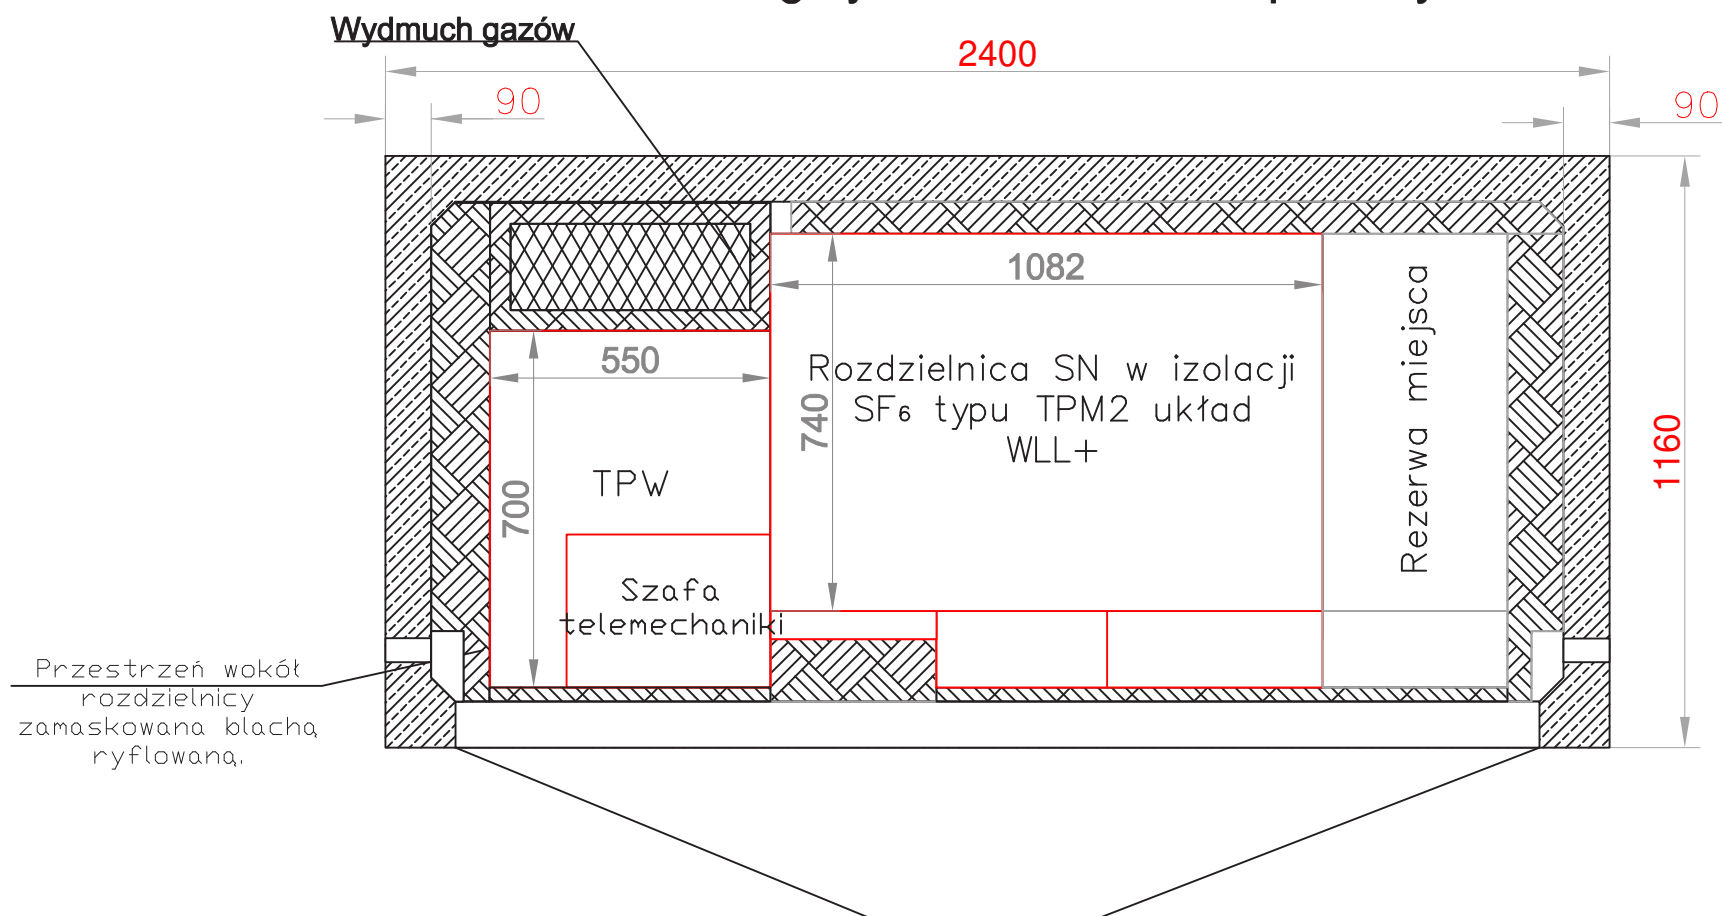 Wydmuch gazów
2400
90
90
1082
550
Rozdzielnica SN w izolacji
SF₆ typu TPM2 układ
WLL+
740
Rezerwa miejsca
1160
TPW
700
Szafa
telemechaniki
Przestrzeń wokół
rozdzielnicy
zamaskowana blachą
ryflowaną.